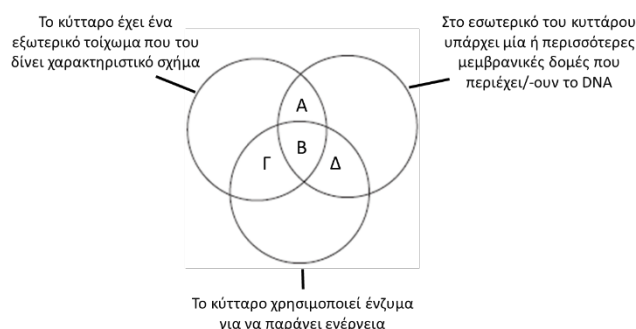 Το κύτταρο έχει ένα
εξωτερικό τοίχωμα που του
δίνει χαρακτηριστικό σχήμα
Στο εσωτερικό του κυττάρου
υπάρχει μία ή περισσότερες
μεμβρανικές δομές που
περιέχει/-ουν το DNA
Α
Γ
Β
Δ
Το κύτταρο χρησιμοποιεί ένζυμα
για να παράγει ενέργεια